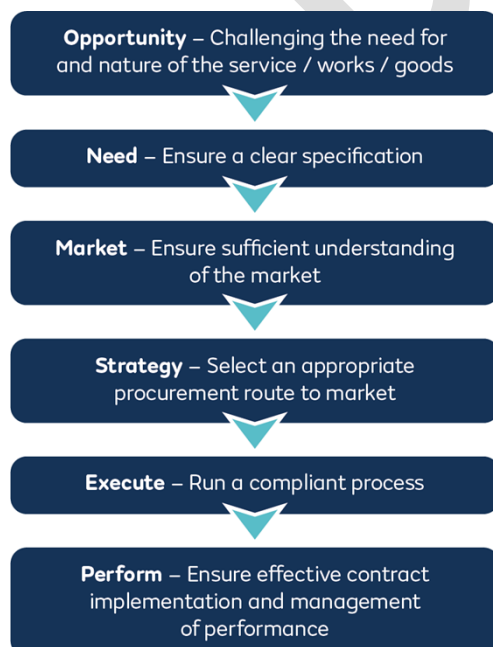 Opportunity – Challenging the need for
and nature of the service / works / goods
Need – Ensure a clear specification
Market – Ensure sufficient understanding
of the market
Strategy – Select an appropriate
procurement route to market
Execute – Run a compliant process
Perform – Ensure effective contract
implementation and management
of performance